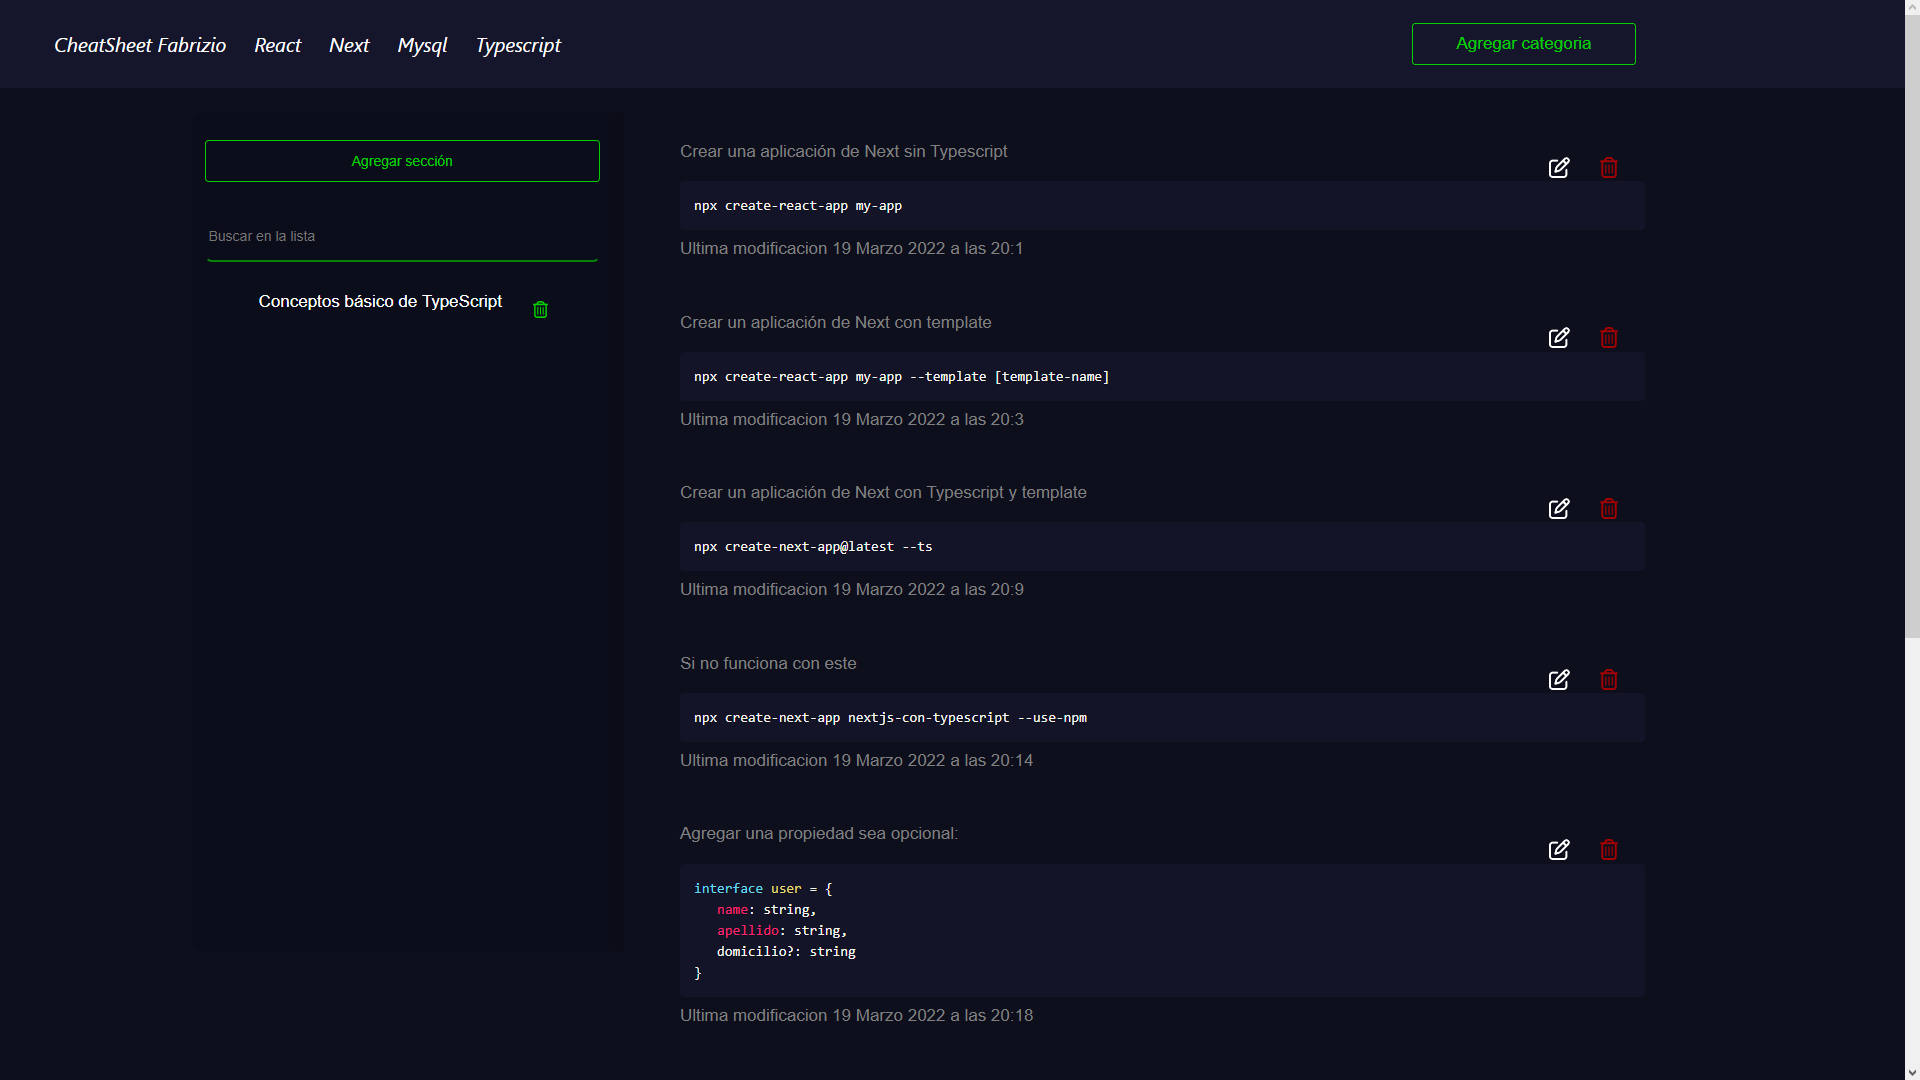 CheatSheet Fabrizio React Next Mysql Typescript Agregar categoria
Agregar sección
Buscar en la lista
Conceptos básico de TypeScript
Crear una aplicación de Next sin Typescript
npx create-react-app my-app
Ultima modificacion 19 Marzo 2022 a las 20:1
Crear un aplicación de Next con template
npx create-react-app my-app --template [template-name]
Ultima modificacion 19 Marzo 2022 a las 20:3
Crear un aplicación de Next con Typescript y template
npx create-next-app@latest --ts
Ultima modificacion 19 Marzo 2022 a las 20:9
Si no funciona con este
npx create-next-app nextjs-con-typescript --use-npm
Ultima modificacion 19 Marzo 2022 a las 20:14
Agregar una propiedad sea opcional:
interface user = {
name: string,
apellido: string,
domicilio?: string
}
Ultima modificacion 19 Marzo 2022 a las 20:18